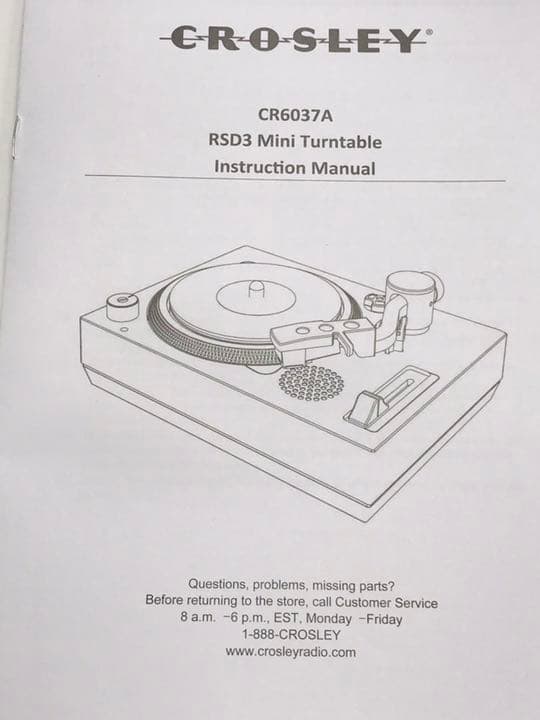 CROSLEY®
CR6037A
RSD3 Mini Turntable
Instruction Manual
Questions, problems, missing parts?
Before returning to the store, call Customer Service
8 a.m. –6 p.m., EST, Monday –Friday
1-888-CROSLEY
www.crosleyradio.com